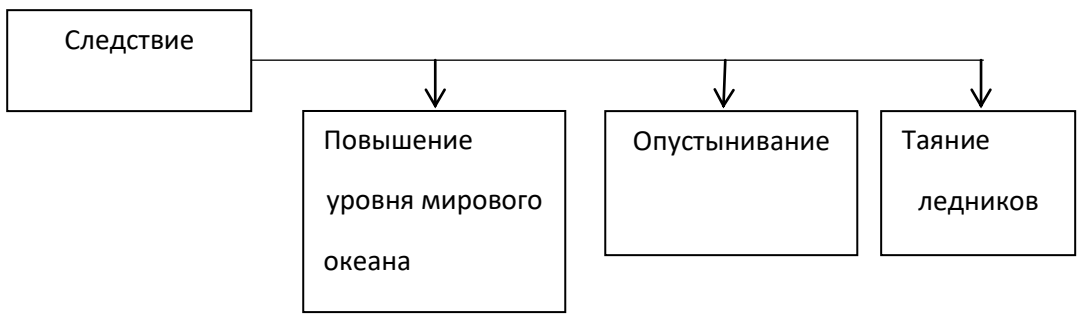 Следствие
Повышение
уровня мирового
океана
Опустынивание
Таяние
ледников